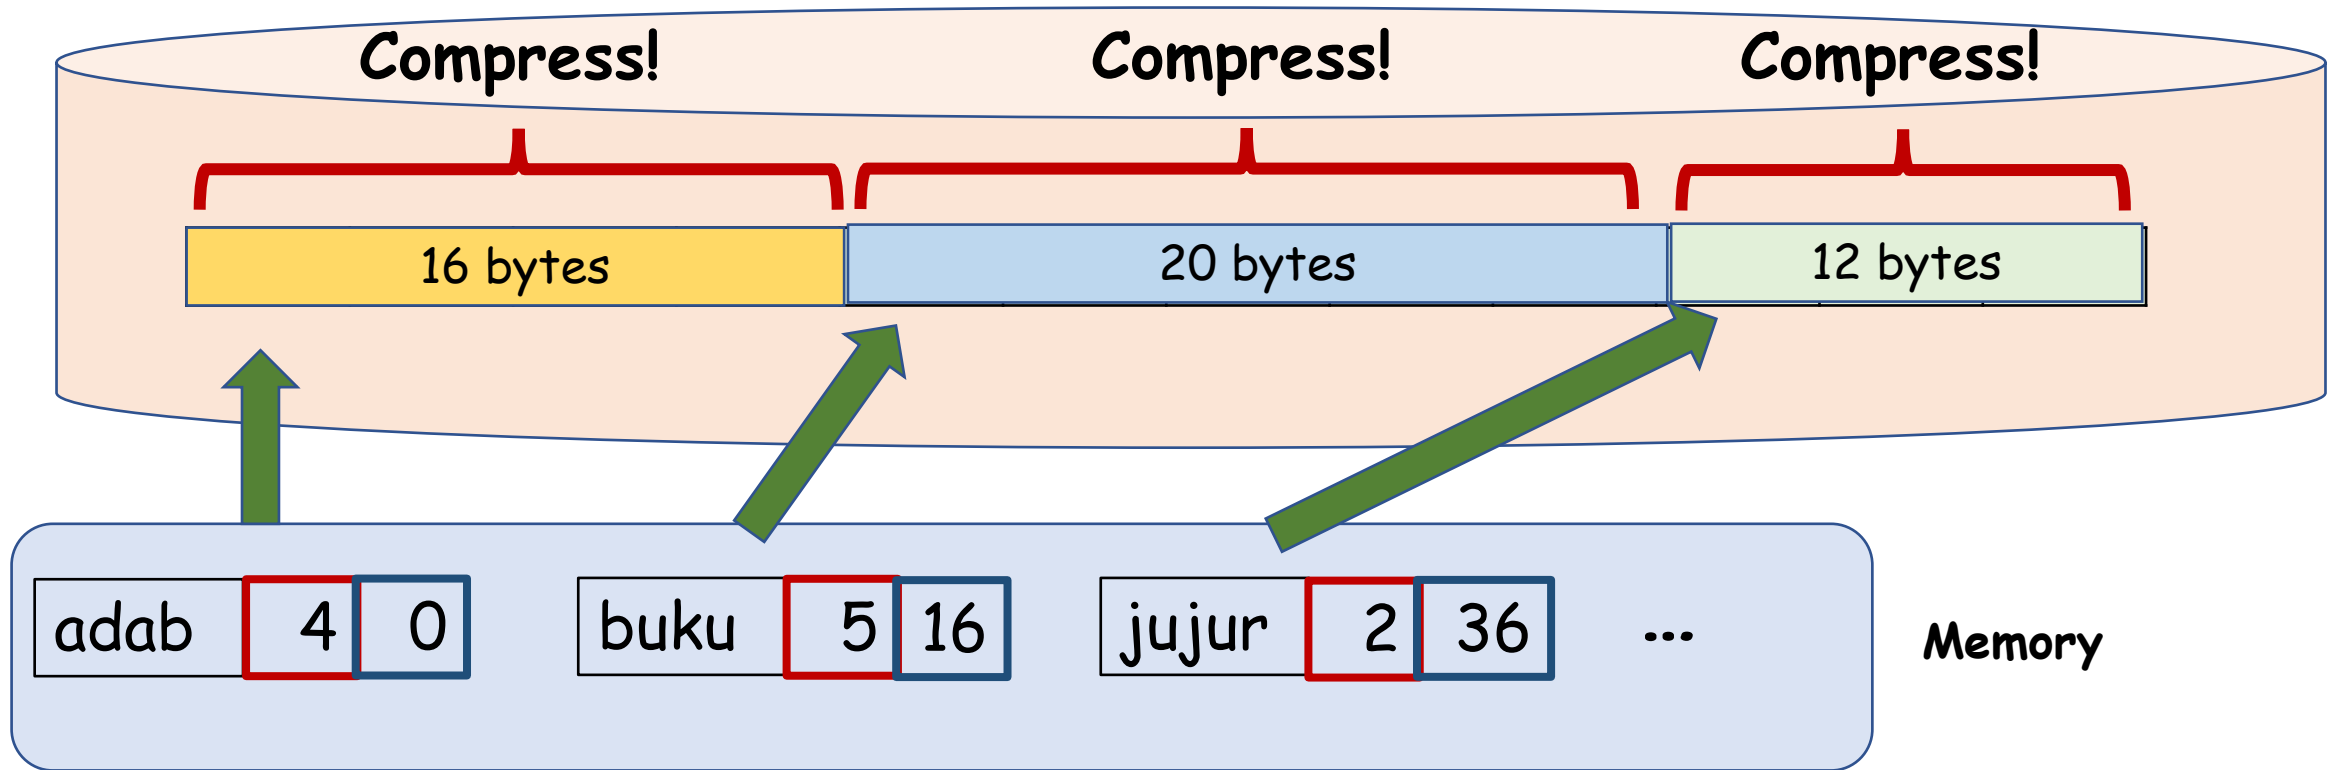 Compress! Compress! Compress!
16 bytes 20 bytes 12 bytes
adab 4 0 buku 5 16 jujur 2 36 ...
Memory